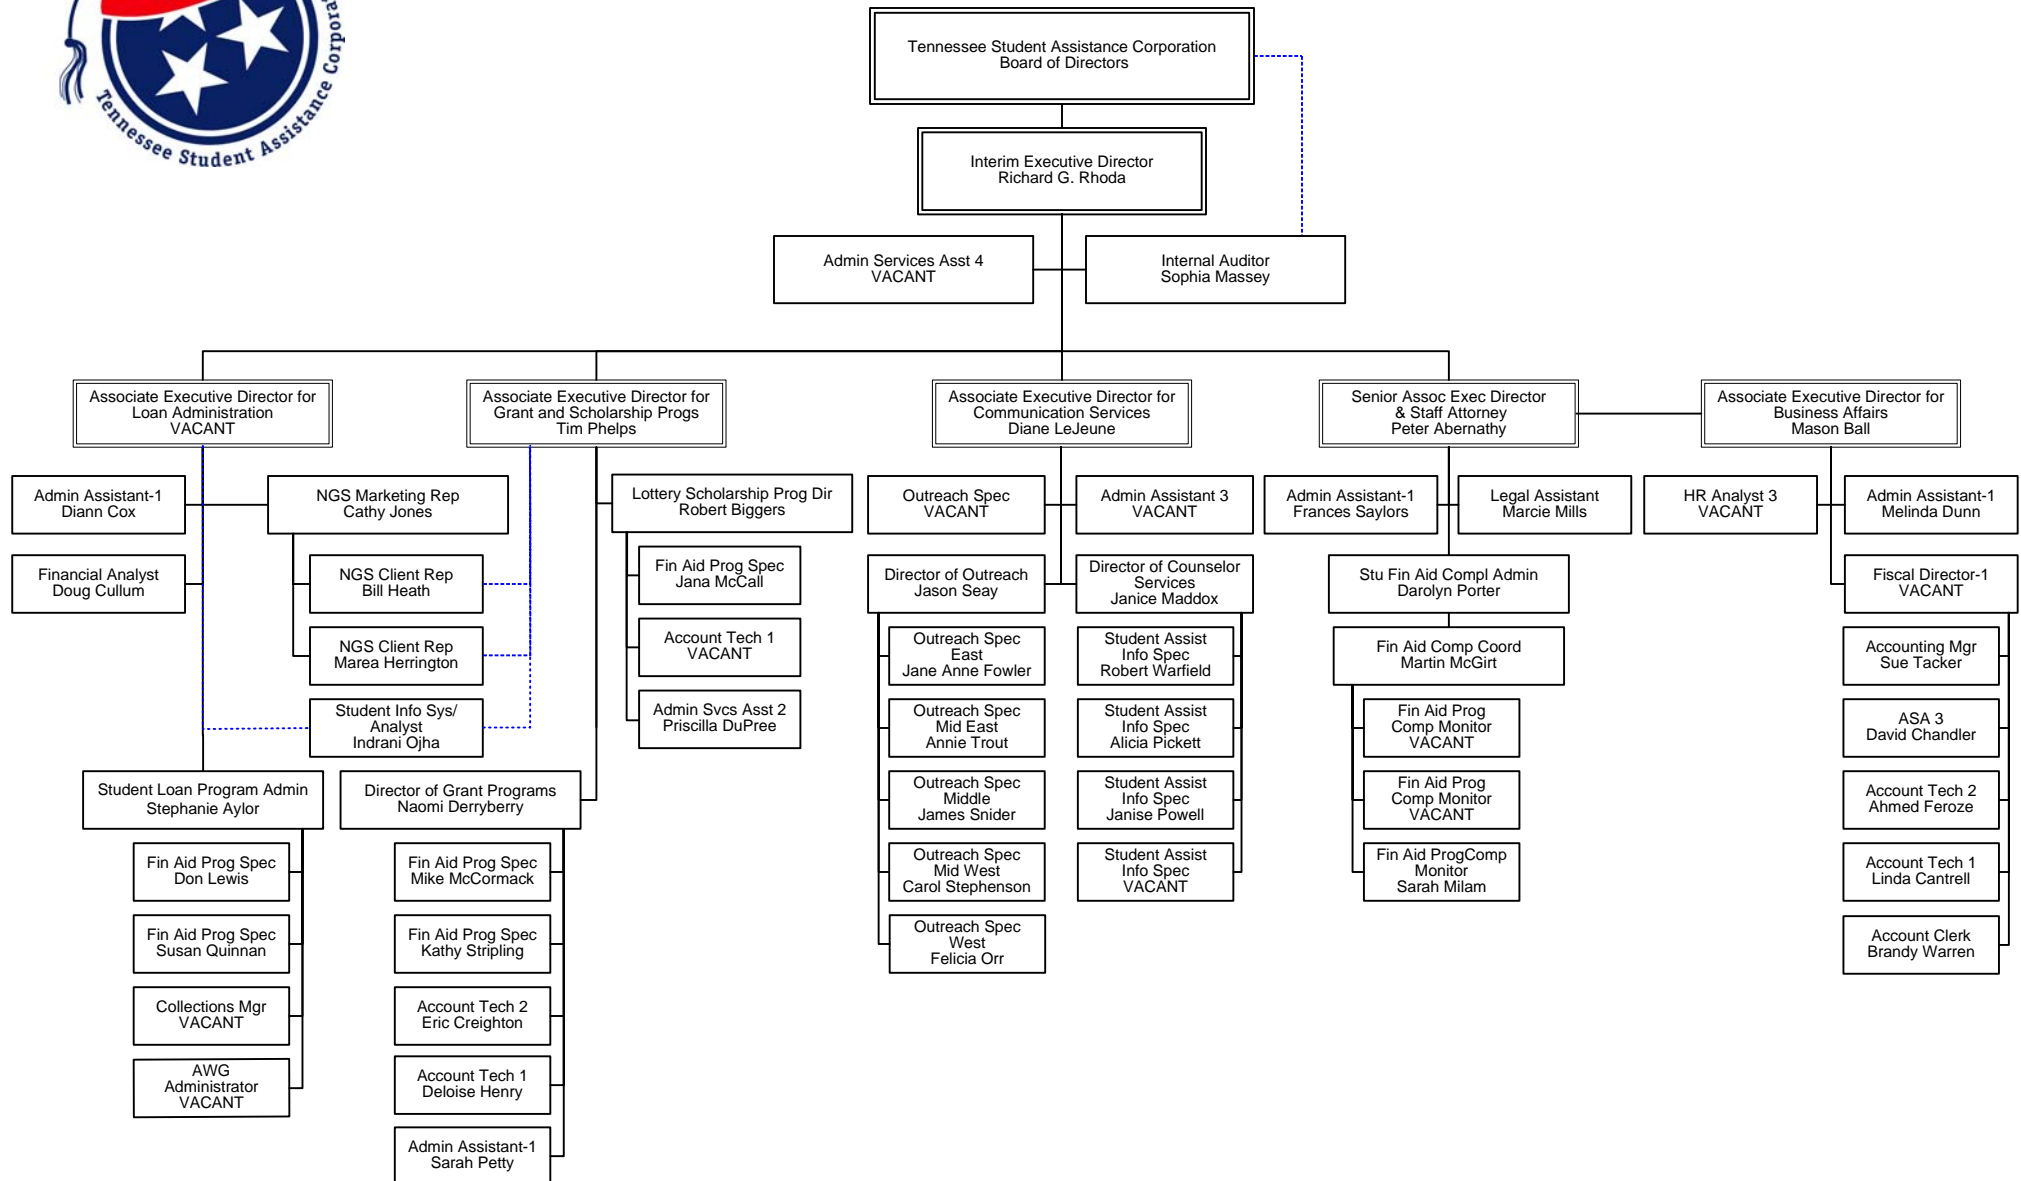 Tennessee Student Assistance
Tennessee Student Assistance Corporation
Board of Directors
Interim Executive Director
Richard G. Rhoda
Admin Services Asst 4
VACANT
Internal Auditor
Sophia Massey
Associate Executive Director for
Loan Administration
VACANT
Associate Executive Director for
Grant and Scholarship Progs
Tim Phelps
Associate Executive Director for
Communication Services
Diane LeJeune
Senior Assoc Exec Director
& Staff Attorney
Peter Abernathy
Associate Executive Director for
Business Affairs
Mason Ball
Admin Assistant-1
Diann Cox
NGS Marketing Rep
Cathy Jones
Lottery Scholarship Prog Dir
Robert Biggers
Outreach Spec
VACANT
Admin Assistant 3
VACANT
Admin Assistant-1
Frances Saylors
Legal Assistant
Marcie Mills
HR Analyst 3
VACANT
Admin Assistant-1
Melinda Dunn
Financial Analyst
Doug Cullum
NGS Client Rep
Bill Heath
Fin Aid Prog Spec
Jana McCall
Director of Outreach
Jason Seay
Director of Counselor
Services
Janice Maddox
Stu Fin Aid Compl Admin
Darolyn Porter
Fiscal Director-1
VACANT
NGS Client Rep
Marea Herrington
Account Tech 1
VACANT
Outreach Spec
East
Jane Anne Fowler
Student Assist
Info Spec
Robert Warfield
Fin Aid Comp Coord
Martin McGirt
Accounting Mgr
Sue Tacker
Student Info Sys/
Analyst
Indrani Ojha
Admin Svcs Asst 2
Priscilla DuPree
Outreach Spec
Mid East
Annie Trout
Student Assist
Info Spec
Alicia Pickett
Fin Aid Prog
Comp Monitor
VACANT
ASA 3
David Chandler
Student Loan Program Admin
Stephanie Aylor
Director of Grant Programs
Naomi Derryberry
Outreach Spec
Middle
James Snider
Student Assist
Info Spec
Janise Powell
Fin Aid Prog
Comp Monitor
VACANT
Account Tech 2
Ahmed Feroze
Fin Aid Prog Spec
Don Lewis
Fin Aid Prog Spec
Mike McCormack
Outreach Spec
Mid West
Carol Stephenson
Student Assist
Info Spec
VACANT
Fin Aid ProgComp
Monitor
Sarah Milam
Account Tech 1
Linda Cantrell
Fin Aid Prog Spec
Susan Quinnan
Fin Aid Prog Spec
Kathy Stripling
Outreach Spec
West
Felicia Orr
Account Clerk
Brandy Warren
Collections Mgr
VACANT
Account Tech 2
Eric Creighton
AWG
Administrator
VACANT
Account Tech 1
Deloise Henry
Admin Assistant-1
Sarah Petty